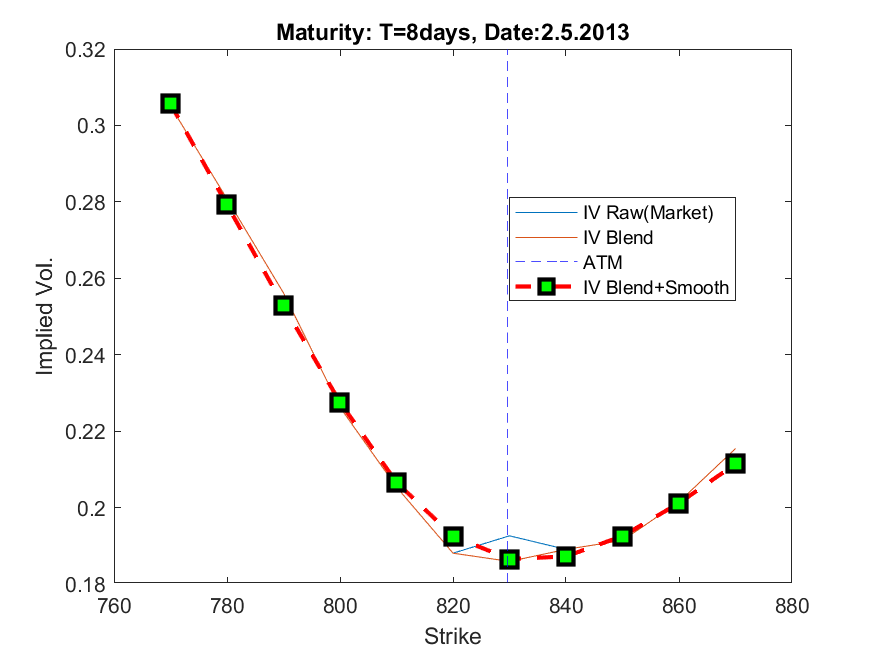 Maturity: T=8days, Date:2.5.2013
0.32
0.3
0.28
0.26
0.24
0.22
0.2
0.18
Implied Vol.
IV Raw(Market)
IV Blend
ATM
IV Blend+Smooth
760
780
800
820
840
860
880
Strike